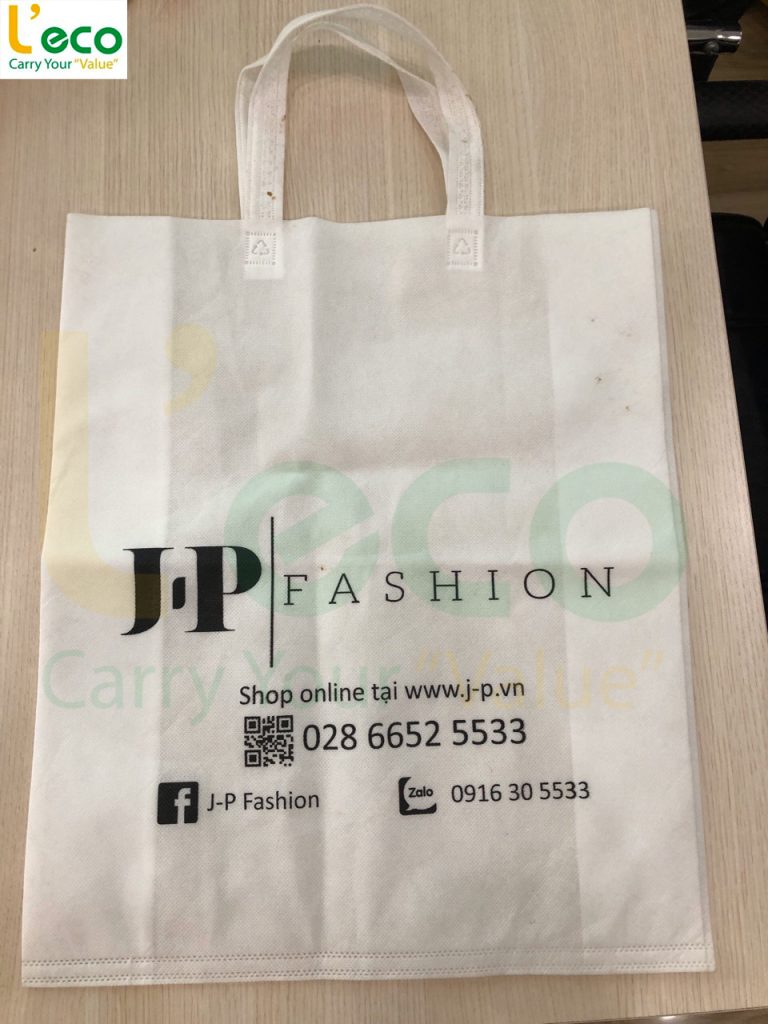 L'eco
Carry Your "Value"
L'eco
J-P FASHION
Carry Your "Value"
Shop online tại www.j-p.vn
028 6652 5533
f J-P Fashion
Zalo 0916 30 5533